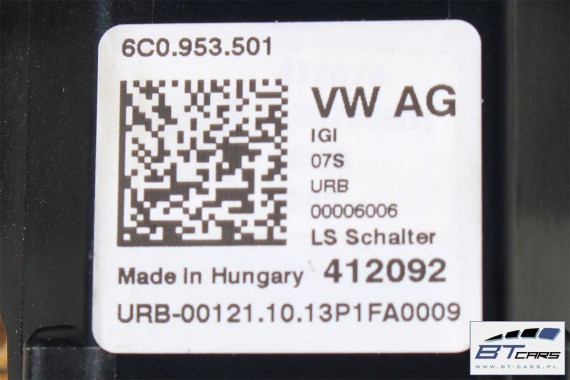 6C0.953.501
VW AG
IGI
07S
URB
00006006
LS Schalter
Made In Hungary 412092
URB-00121.10.13P1FA0009
BTCARS
WWW.BT-CARS.PL